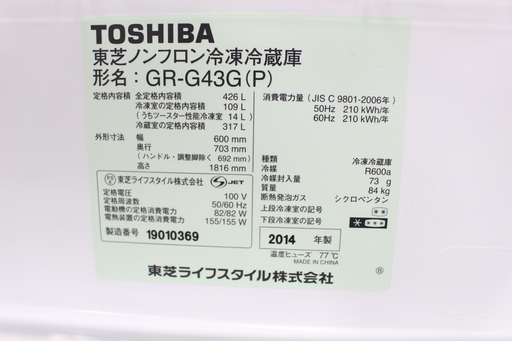 TOSHIBA
東芝ノンフロン冷凍冷蔵庫
形名：GR-G43G(P)
定格内容積 全定格内容積 426 L
冷凍室の定格内容積 109 L
(うちツースター性能冷凍室 14 L)
冷蔵室の定格内容積 317 L
外形寸法 幅 600 mm
奥行 703 mm
(ハンドル・調整脚除く 692 mm)
高さ 1816 mm
東芝ライフスタイル株式会社 S JET
定格電圧 100 V
定格周波数 50/60 Hz
電動機の定格消費電力 82/82 W
電熱装置の定格消費電力 155/155 W
製造番号 19010369
消費電力量 (JIS C 9801-2006年)
50Hz 210 kWh/年
60Hz 210 kWh/年
種類 冷凍冷蔵庫
冷媒 R600a
冷媒封入量 73 g
質量 84 kg
断熱発泡ガス シクロペンタン
上段冷凍室の記号 **
下段冷凍室の記号 ****
2014 年製
温度ヒューズ 77℃
MADE IN CHINA
東芝ライフスタイル株式会社